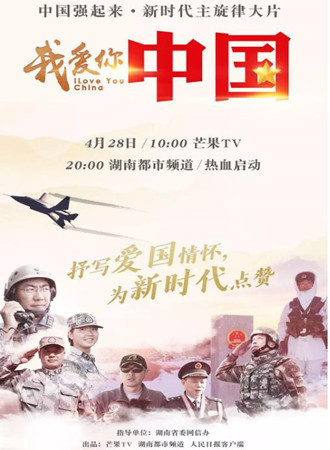 中国强起来·新时代主旋律大片
我爱你 中国
I Love You
China
4月28日/10:00 芒果TV
20:00 湖南都市频道/热血启动
抒写爱国情怀，
为新时代点赞
指导单位：湖南省委网信办
出品：芒果TV 湖南都市频道 人民日报客户端